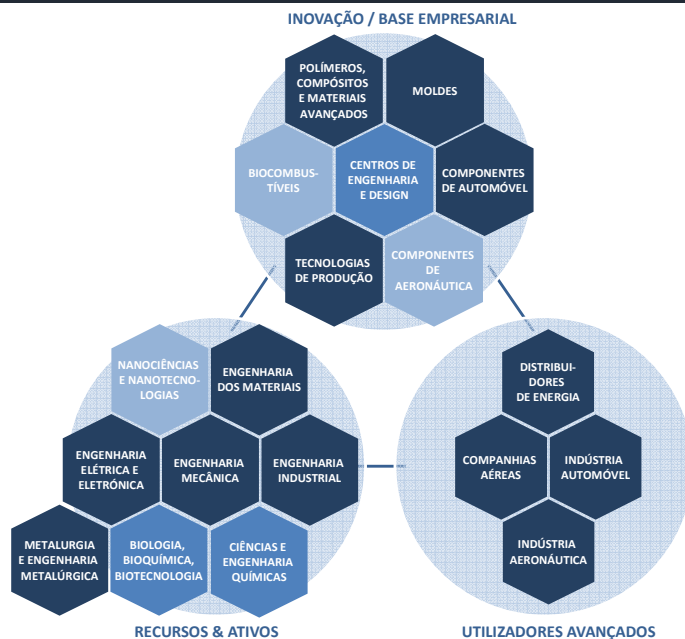 INOVAÇÃO / BASE EMPRESARIAL
POLÍMEROS,
COMPÓSITOS
E MATERIAIS
AVANÇADOS
MOLDES
BIOCOMBUS-
TÍVEIS
CENTROS DE
ENGENHARIA
E DESIGN
COMPONENTES
DE AUTOMÓVEL
TECNOLOGIAS
DE PRODUÇÃO
COMPONENTES
DE
AERONÁUTICA
NANOCIÊNCIAS
E NANOTECNO-
LOGIAS
ENGENHARIA
DOS MATERIAIS
ENGENHARIA
ELÉTRICA E
ELETRÓNICA
ENGENHARIA
MECÂNICA
ENGENHARIA
INDUSTRIAL
METALURGIA
E ENGENHARIA
METALÚRGICA
BIOLOGIA,
BIOQUÍMICA,
BIOTECNOLOGIA
CIÊNCIAS E
ENGENHARIA
QUÍMICAS
RECURSOS & ATIVOS
DISTRIBUI-
DORES
DE ENERGIA
COMPANHIAS
AÉREAS
INDÚSTRIA
AUTOMÓVEL
INDÚSTRIA
AERONÁUTICA
UTILIZADORES AVANÇADOS